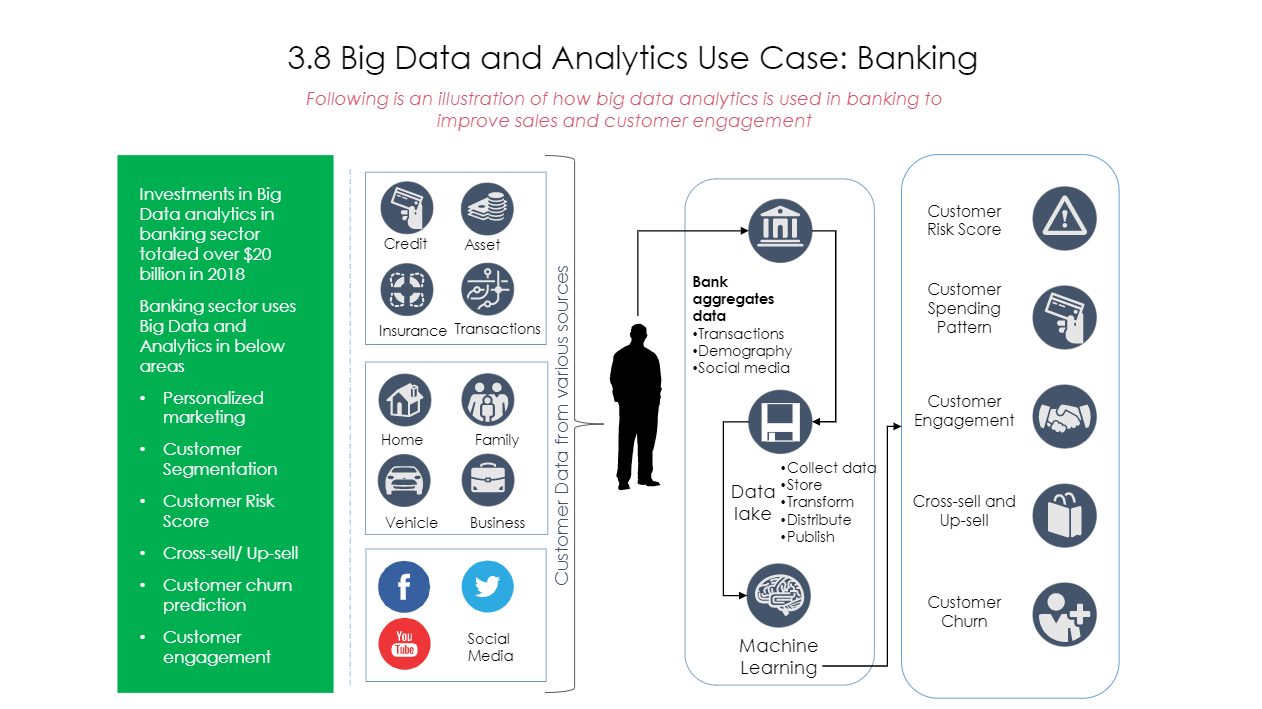 3.8 Big Data and Analytics Use Case: Banking
Following is an illustration of how big data analytics is used in banking to
improve sales and customer engagement
Investments in Big
Data analytics in
banking sector
totaled over $20
billion in 2018
Banking sector uses
Big Data and
Analytics in below
areas
• Personalized
marketing
• Customer
Segmentation
• Customer Risk
Score
• Cross-sell/ Up-sell
• Customer churn
prediction
• Customer
engagement
Credit
Asset
Insurance
Transactions
Home
Family
Vehicle
Business
f
You
Tube
Social
Media
Customer Data from various sources
Bank
aggregates
data
•Transactions
•Demography
•Social media
Data
lake
•Collect data
•Store
•Transform
•Distribute
•Publish
Machine
Learning
Customer
Risk Score
Customer
Spending
Pattern
Customer
Engagement
Cross-sell and
Up-sell
Customer
Churn